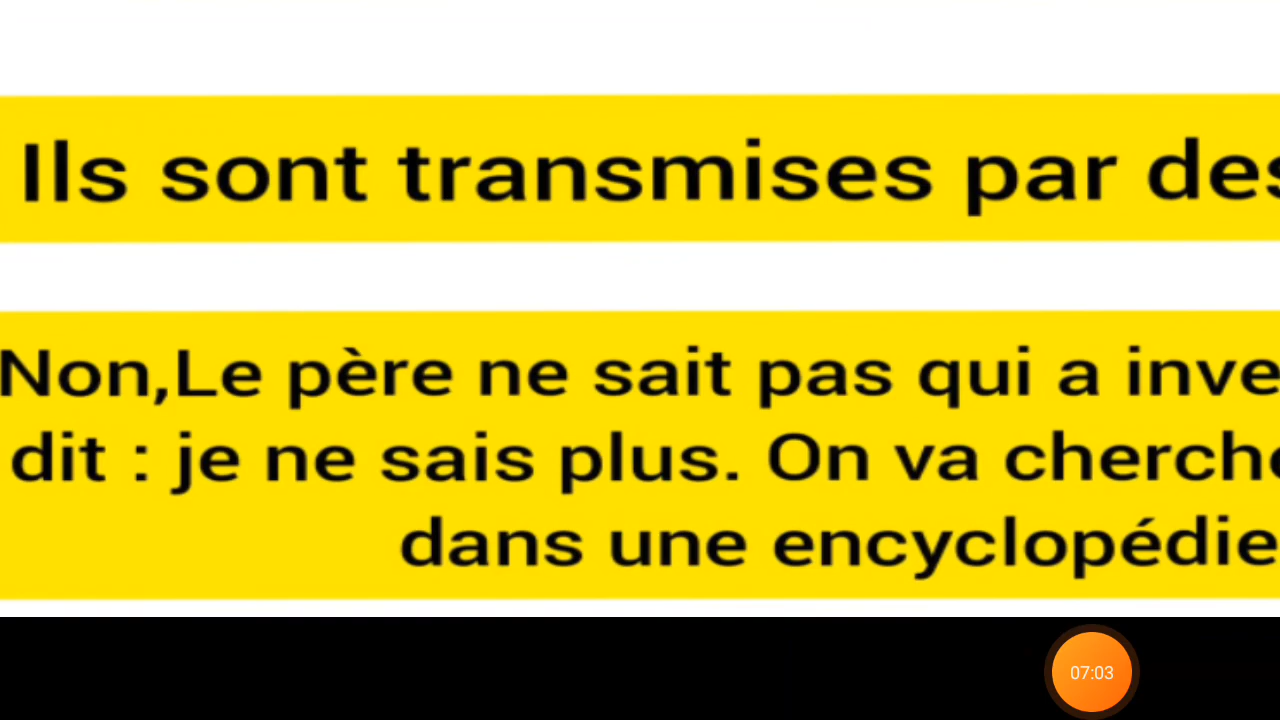 Ils sont transmises par des
Non,Le père ne sait pas qui a inve
dit : je ne sais plus. On va cherche
dans une encyclopédie
07:03